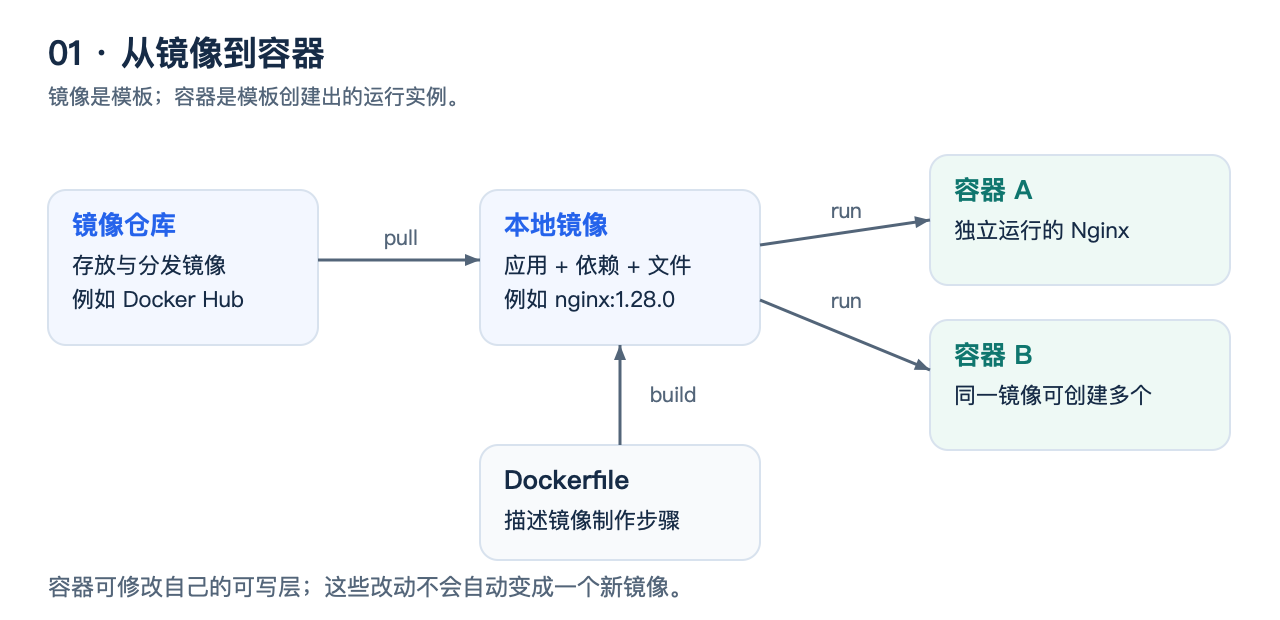 01 · 从镜像到容器
镜像是模板；容器是模板创建出的运行实例。
镜像仓库
存放与分发镜像
例如 Docker Hub
pull
本地镜像
应用 + 依赖 + 文件
例如 nginx:1.28.0
run
容器 A
独立运行的 Nginx
run
容器 B
同一镜像可创建多个
build
Dockerfile
描述镜像制作步骤
容器可修改自己的可写层；这些改动不会自动变成一个新镜像。